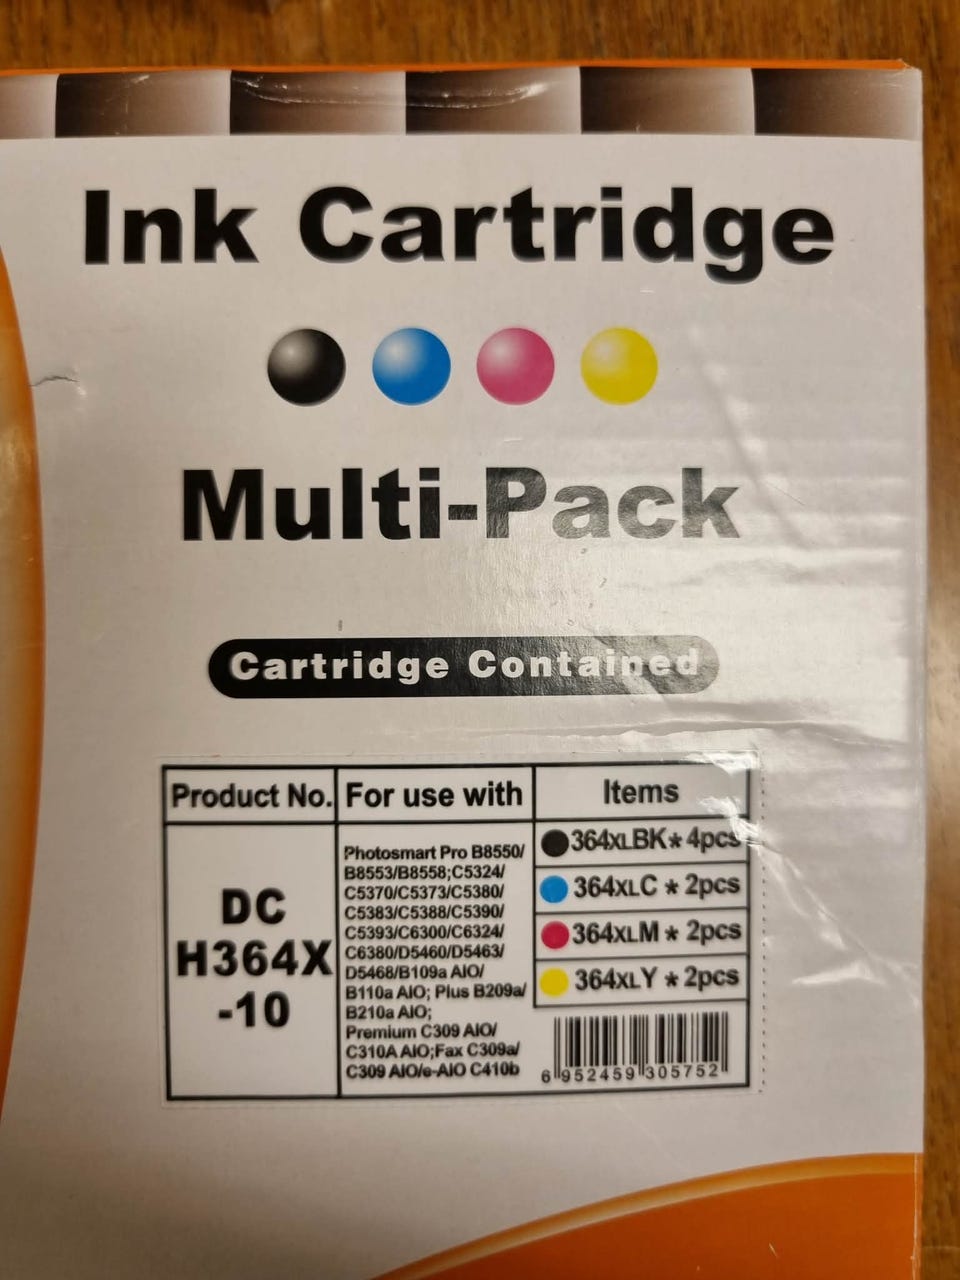 Ink Cartridge
Multi-Pack
Cartridge Contained
Product No.
For use with
Items
DC
H364X
-10
Photosmart Pro B8550/
B8553/B8558;C5324/
C5370/C5373/C5380/
C5383/C5388/C5390/
C5393/C6300/C6324/
C6380/D5460/D5463/
D5468/B109a AIO/
B110a AIO; Plus B209a/
B210a AIO;
Premium C309 AIO/
C310A AIO;Fax C309a/
C309 AIO/e-AIO C410b
364XLBK* 4pcs
364XLC * 2pcs
364XLM * 2pcs
364XLY * 2pcs
6 952459 305752